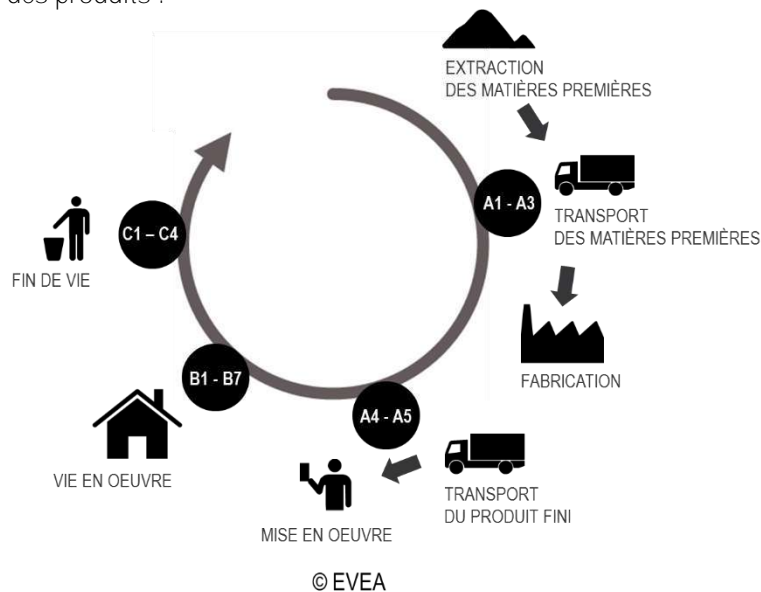 des produits :
EXTRACTION
DES MATIÈRES PREMIÈRES
A1 - A3
TRANSPORT
DES MATIÈRES PREMIÈRES
FABRICATION
A4 - A5
TRANSPORT
DU PRODUIT FINI
MISE EN OEUVRE
B1 - B7
VIE EN OEUVRE
C1 – C4
FIN DE VIE
© EVEA